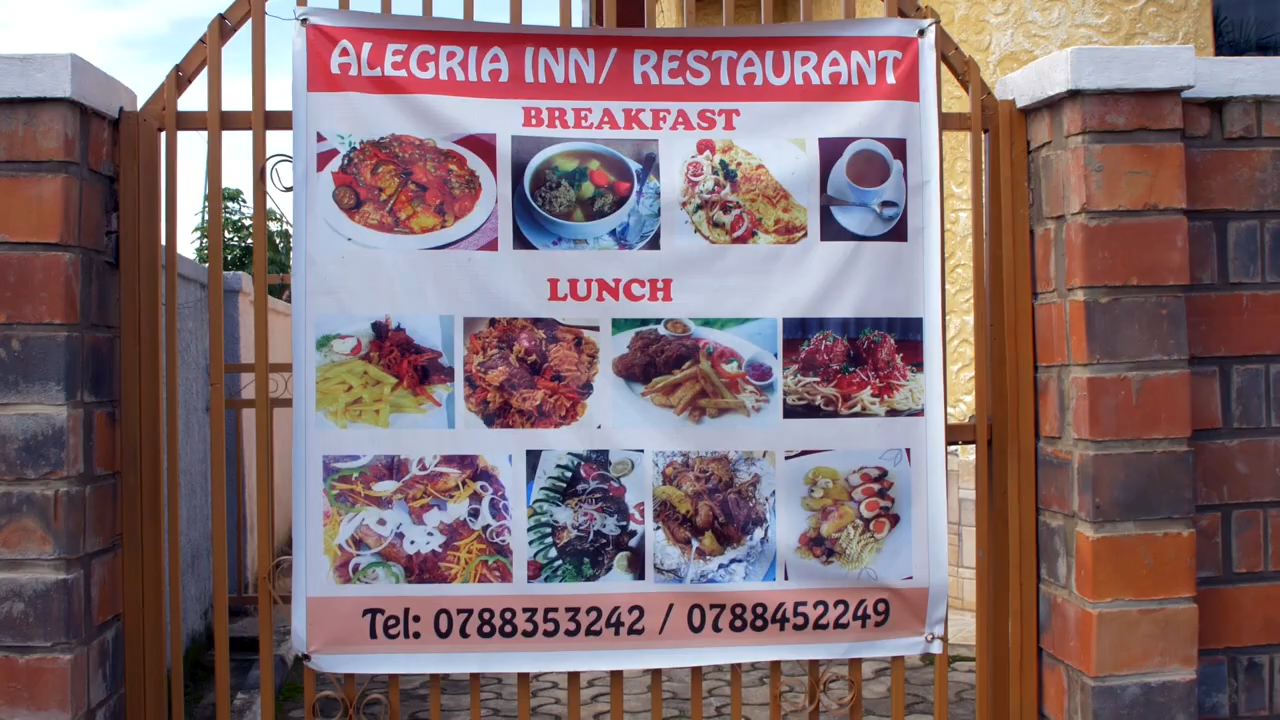 ALEGRIA INN/ RESTAURANT
BREAKFAST
LUNCH
Tel: 0788353242 / 0788452249